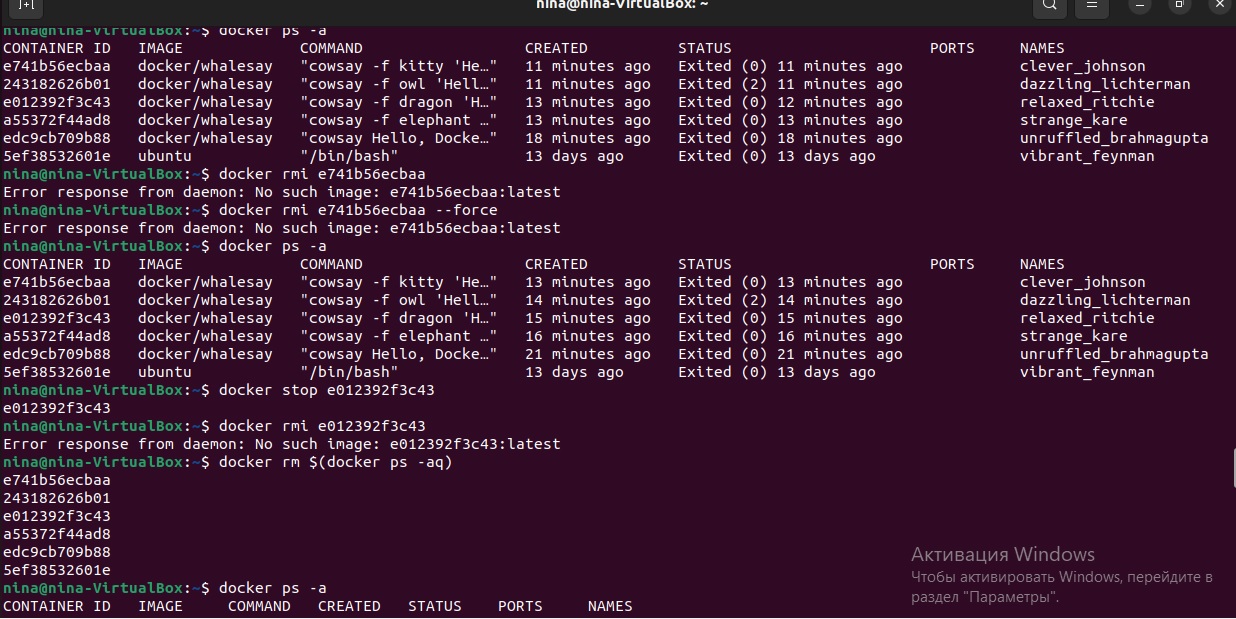 nina@nina-VirtualBox: ~
nina@nina-VirtualBox:~$ docker ps -a
CONTAINER ID   IMAGE             COMMAND                  CREATED          STATUS                      PORTS     NAMES
e741b56ecbaa   docker/whalesay   "cowsay -f kitty 'He…"   11 minutes ago   Exited (0) 11 minutes ago             clever_johnson
243182626b01   docker/whalesay   "cowsay -f owl 'Hell…"   11 minutes ago   Exited (2) 11 minutes ago             dazzling_lichterman
e012392f3c43   docker/whalesay   "cowsay -f dragon 'H…"   13 minutes ago   Exited (0) 12 minutes ago             relaxed_ritchie
a55372f44ad8   docker/whalesay   "cowsay -f elephant …"   13 minutes ago   Exited (0) 13 minutes ago             strange_kare
edc9cb709b88   docker/whalesay   "cowsay Hello, Docke…"   18 minutes ago   Exited (0) 18 minutes ago             unruffled_brahmagupta
5ef38532601e   ubuntu            "/bin/bash"              13 days ago      Exited (0) 13 days ago                vibrant_feynman
nina@nina-VirtualBox:~$ docker rmi e741b56ecbaa
Error response from daemon: No such image: e741b56ecbaa:latest
nina@nina-VirtualBox:~$ docker rmi e741b56ecbaa --force
Error response from daemon: No such image: e741b56ecbaa:latest
nina@nina-VirtualBox:~$ docker ps -a
CONTAINER ID   IMAGE             COMMAND                  CREATED          STATUS                      PORTS     NAMES
e741b56ecbaa   docker/whalesay   "cowsay -f kitty 'He…"   13 minutes ago   Exited (0) 13 minutes ago             clever_johnson
243182626b01   docker/whalesay   "cowsay -f owl 'Hell…"   14 minutes ago   Exited (2) 14 minutes ago             dazzling_lichterman
e012392f3c43   docker/whalesay   "cowsay -f dragon 'H…"   15 minutes ago   Exited (0) 15 minutes ago             relaxed_ritchie
a55372f44ad8   docker/whalesay   "cowsay -f elephant …"   16 minutes ago   Exited (0) 16 minutes ago             strange_kare
edc9cb709b88   docker/whalesay   "cowsay Hello, Docke…"   21 minutes ago   Exited (0) 21 minutes ago             unruffled_brahmagupta
5ef38532601e   ubuntu            "/bin/bash"              13 days ago      Exited (0) 13 days ago                vibrant_feynman
nina@nina-VirtualBox:~$ docker stop e012392f3c43
e012392f3c43
nina@nina-VirtualBox:~$ docker rmi e012392f3c43
Error response from daemon: No such image: e012392f3c43:latest
nina@nina-VirtualBox:~$ docker rm $(docker ps -aq)
e741b56ecbaa
243182626b01
e012392f3c43
a55372f44ad8
edc9cb709b88
5ef38532601e
nina@nina-VirtualBox:~$ docker ps -a
CONTAINER ID   IMAGE     COMMAND   CREATED   STATUS    PORTS     NAMES
Активация Windows
Чтобы активировать Windows, перейдите в
раздел "Параметры".